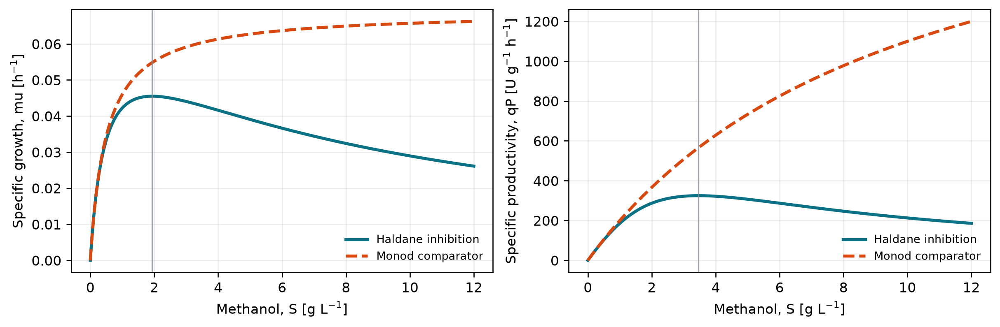 Specific growth, mu [h⁻¹]
0.06
0.05
0.04
0.03
0.02
0.01
0.00
0 2 4 6 8 10 12
Methanol, S [g L⁻¹]
Haldane inhibition
Monod comparator
Specific productivity, qP [U g⁻¹ h⁻¹]
1200
1000
800
600
400
200
0
0 2 4 6 8 10 12
Methanol, S [g L⁻¹]
Haldane inhibition
Monod comparator